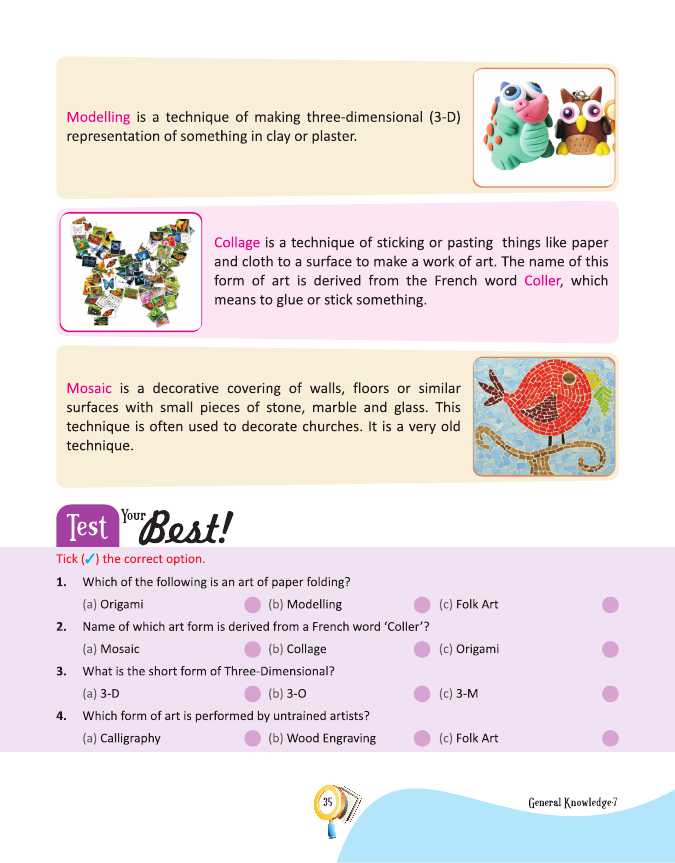 Modelling is a technique of making three-dimensional (3-D)
representation of something in clay or plaster.
Collage is a technique of sticking or pasting things like paper
and cloth to a surface to make a work of art. The name of this
form of art is derived from the French word Coller, which
means to glue or stick something.
Mosaic is a decorative covering of walls, floors or similar
surfaces with small pieces of stone, marble and glass. This
technique is often used to decorate churches. It is a very old
technique.
Test Your Best!
Tick (✓) the correct option.
1. Which of the following is an art of paper folding?
(a) Origami (b) Modelling (c) Folk Art
2. Name of which art form is derived from a French word ‘Coller’?
(a) Mosaic (b) Collage (c) Origami
3. What is the short form of Three-Dimensional?
(a) 3-D (b) 3-O (c) 3-M
4. Which form of art is performed by untrained artists?
(a) Calligraphy (b) Wood Engraving (c) Folk Art
35
General Knowledge-7